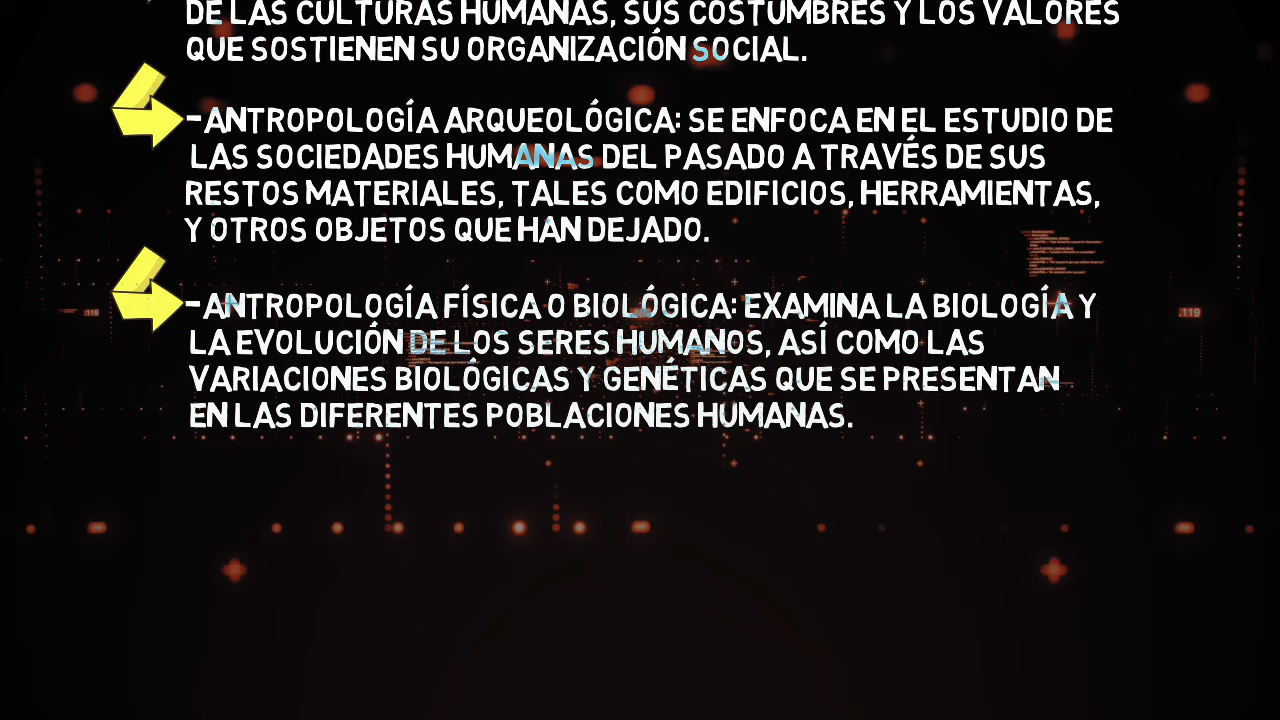 DE LAS CULTURAS HUMANAS, SUS COSTUMBRES Y LOS VALORES
QUE SOSTIENEN SU ORGANIZACIÓN SOCIAL.
-ANTROPOLOGÍA ARQUEOLÓGICA: SE ENFOCA EN EL ESTUDIO DE
LAS SOCIEDADES HUMANAS DEL PASADO A TRAVÉS DE SUS
RESTOS MATERIALES, TALES COMO EDIFICIOS, HERRAMIENTAS,
Y OTROS OBJETOS QUE HAN DEJADO.
-ANTROPOLOGÍA FÍSICA O BIOLÓGICA: EXAMINA LA BIOLOGÍA Y
LA EVOLUCIÓN DE LOS SERES HUMANOS, ASÍ COMO LAS
VARIACIONES BIOLÓGICAS Y GENÉTICAS QUE SE PRESENTAN
EN LAS DIFERENTES POBLACIONES HUMANAS.
.119
.119